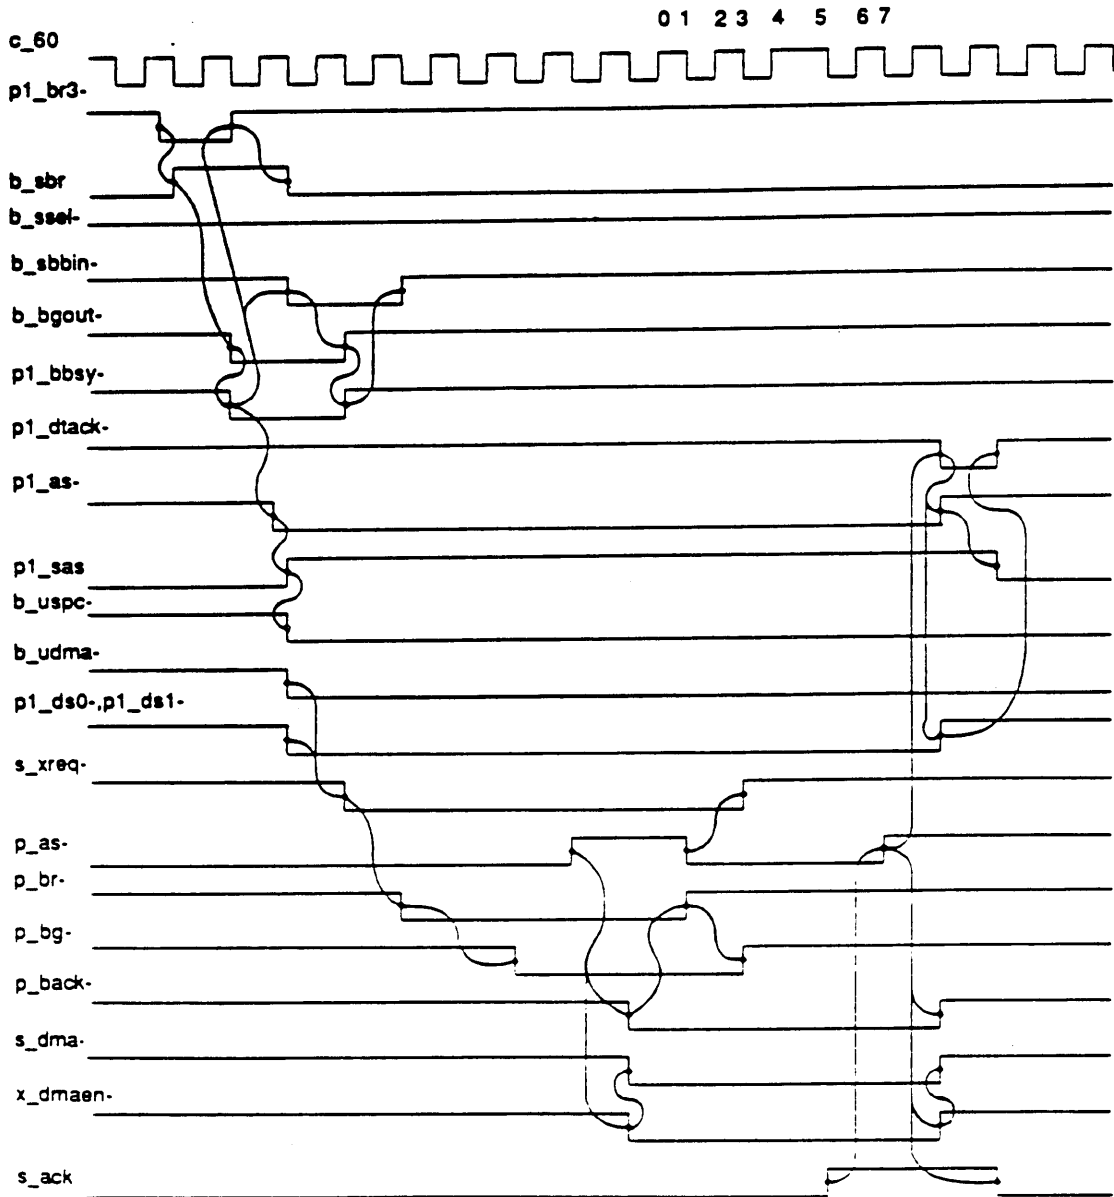 0 1 2 3 4 5 6 7
c_60
p1_br3-
b_sbr
b_ssel-
b_sbbin-
b_bgout-
p1_bbsy-
p1_dtack-
p1_as-
p1_sas
b_uspc-
b_udma-
p1_ds0-,p1_ds1-
s_xreq-
p_as-
p_br-
p_bg-
p_back-
s_dma-
x_dmaen-
s_ack